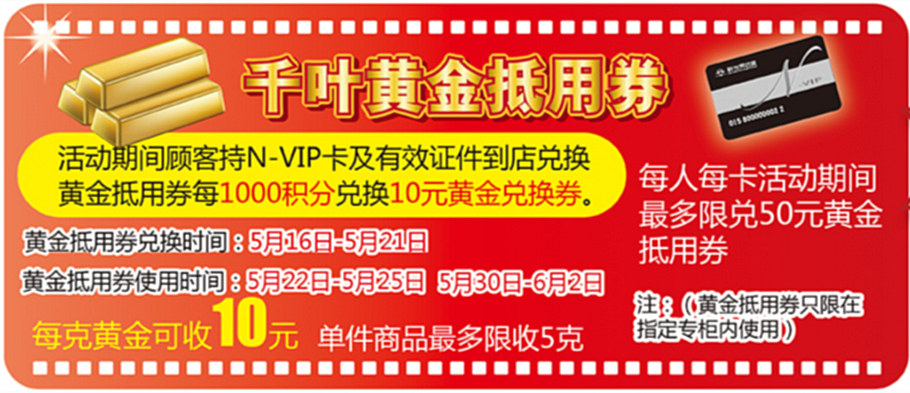 千叶黄金抵用券
N-VIP
015 800000002 2
活动期间顾客持N-VIP卡及有效证件到店兑换
黄金抵用券每1000积分兑换10元黄金兑换券。
每人每卡活动期间
最多限兑50元黄金
抵用券
黄金抵用券兑换时间：5月16日-5月21日
黄金抵用券使用时间：5月22日-5月25日 5月30日-6月2日
每克黄金可收10元 单件商品最多限收5克
注：（黄金抵用券只限在
指定专柜内使用）